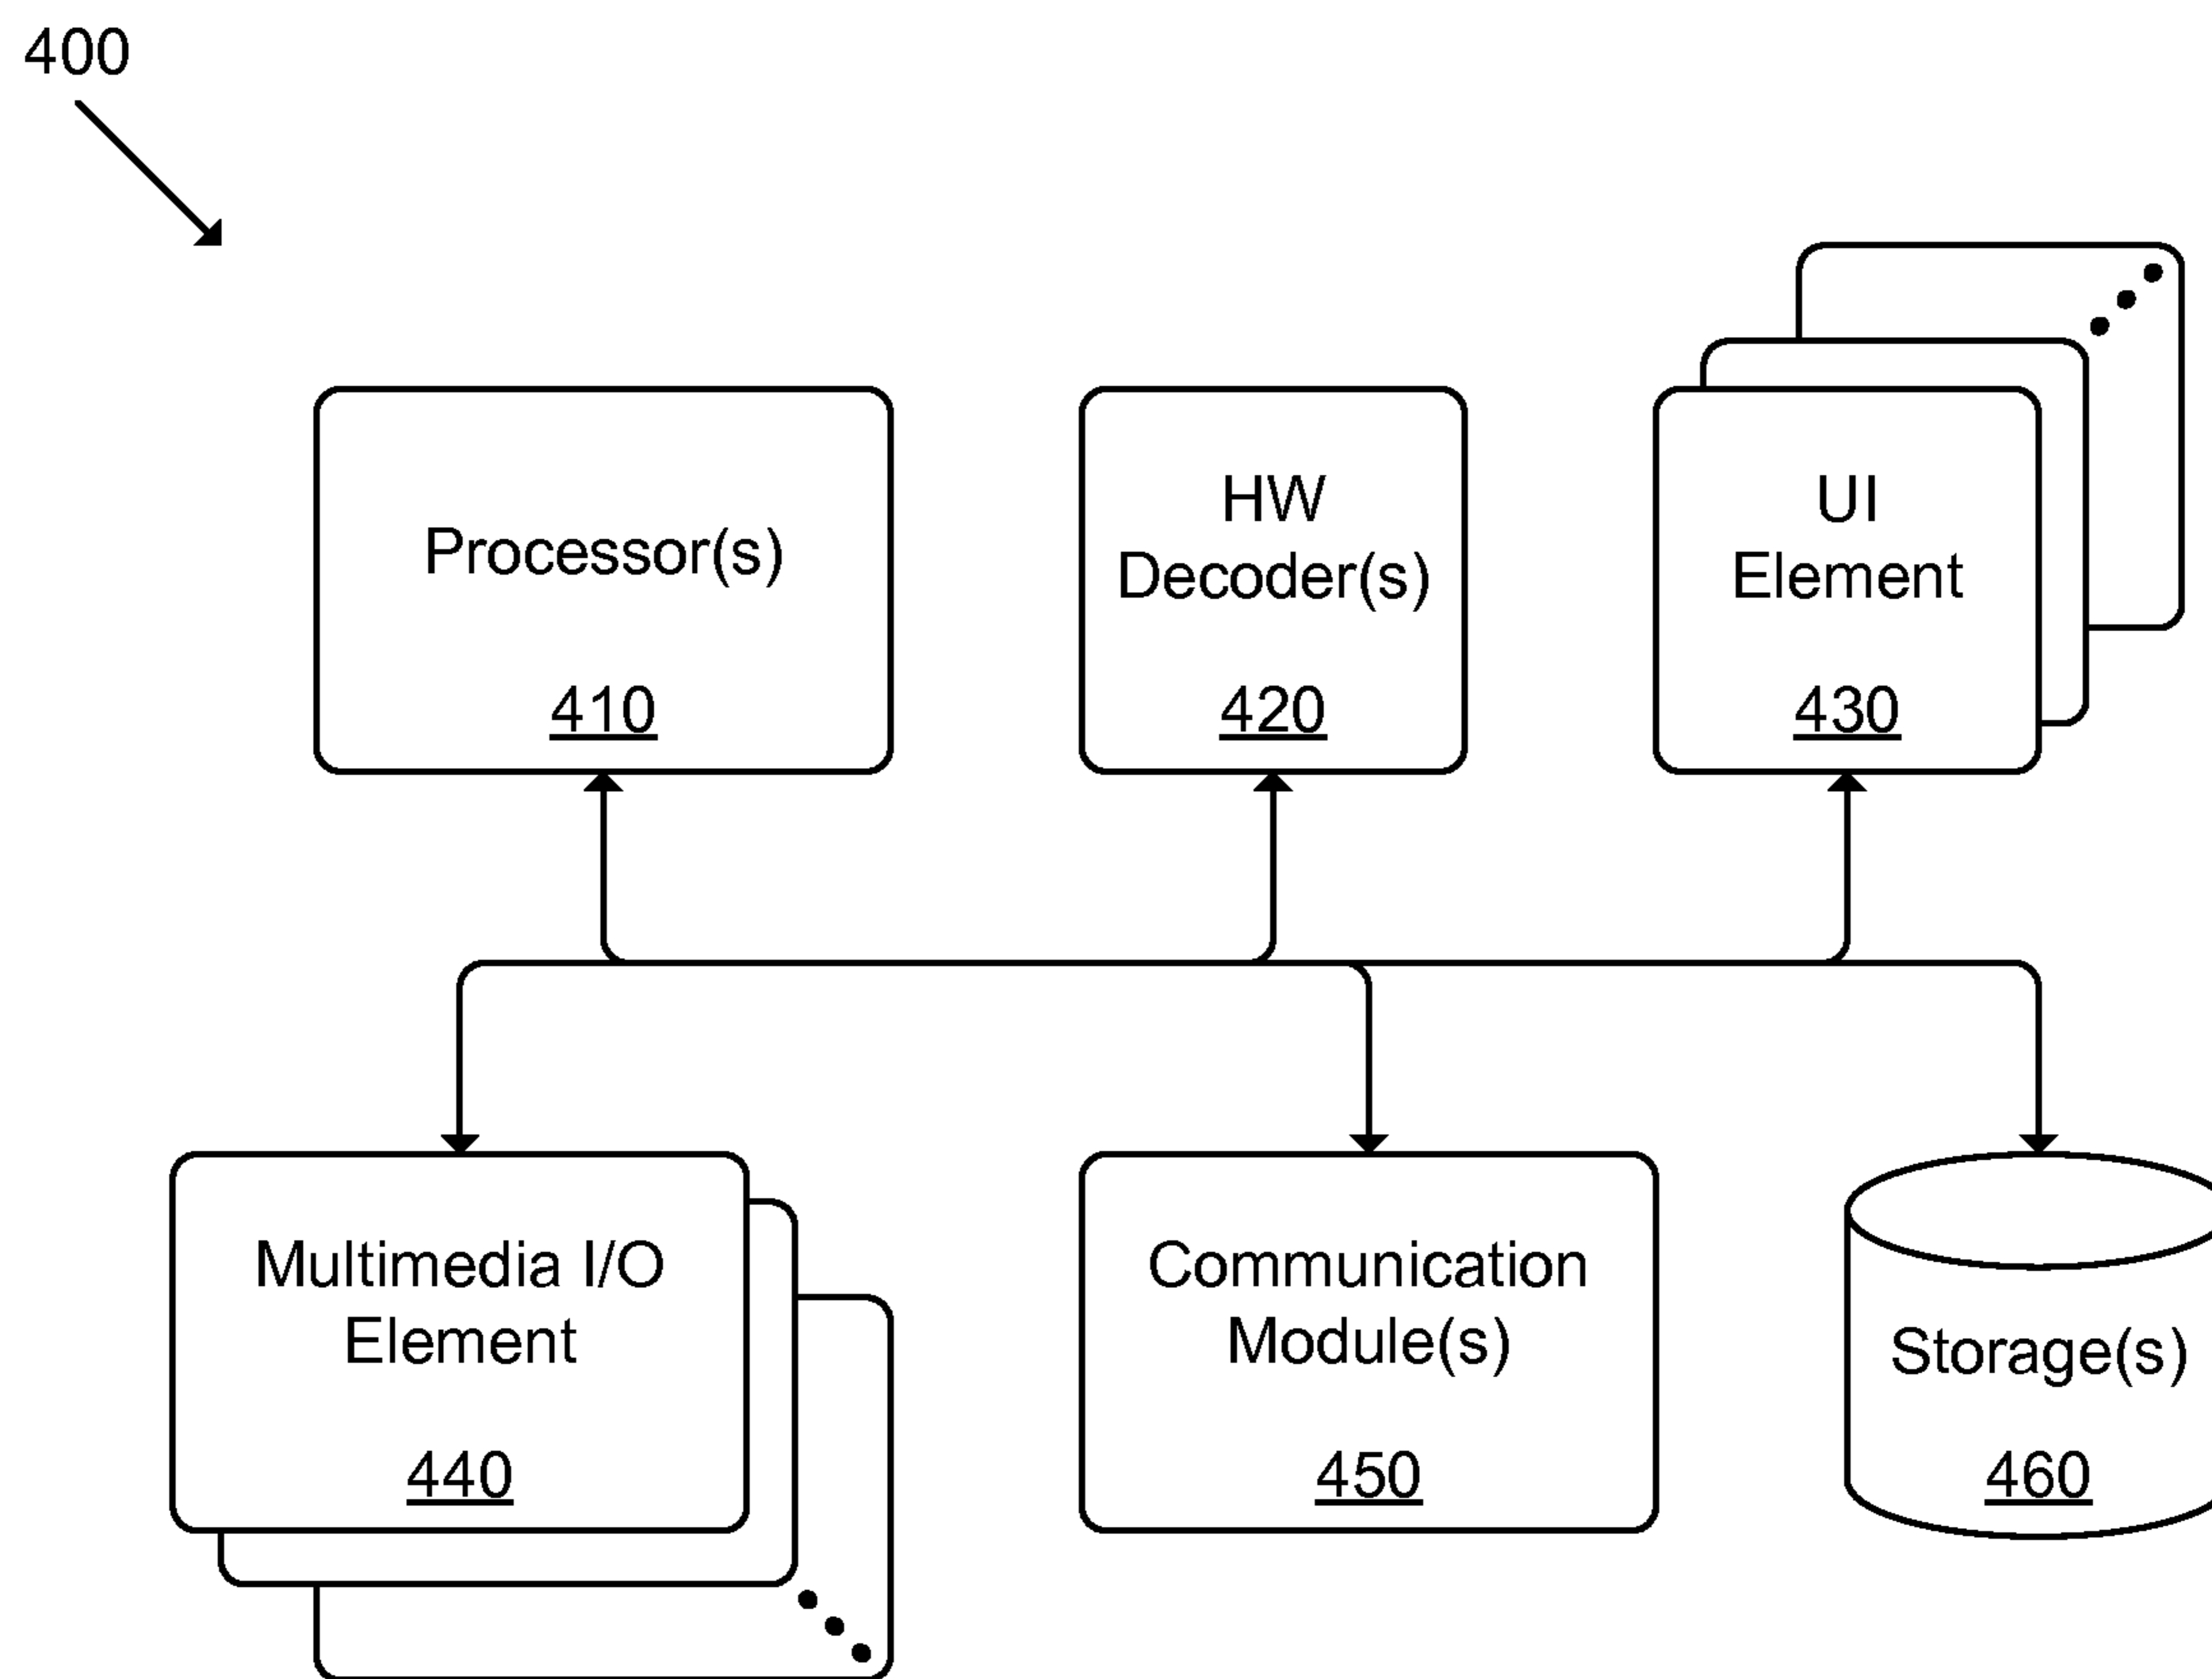 400
Processor(s)
410
HW
Decoder(s)
420
UI
Element
430
Multimedia I/O
Element
440
Communication
Module(s)
450
Storage(s)
460